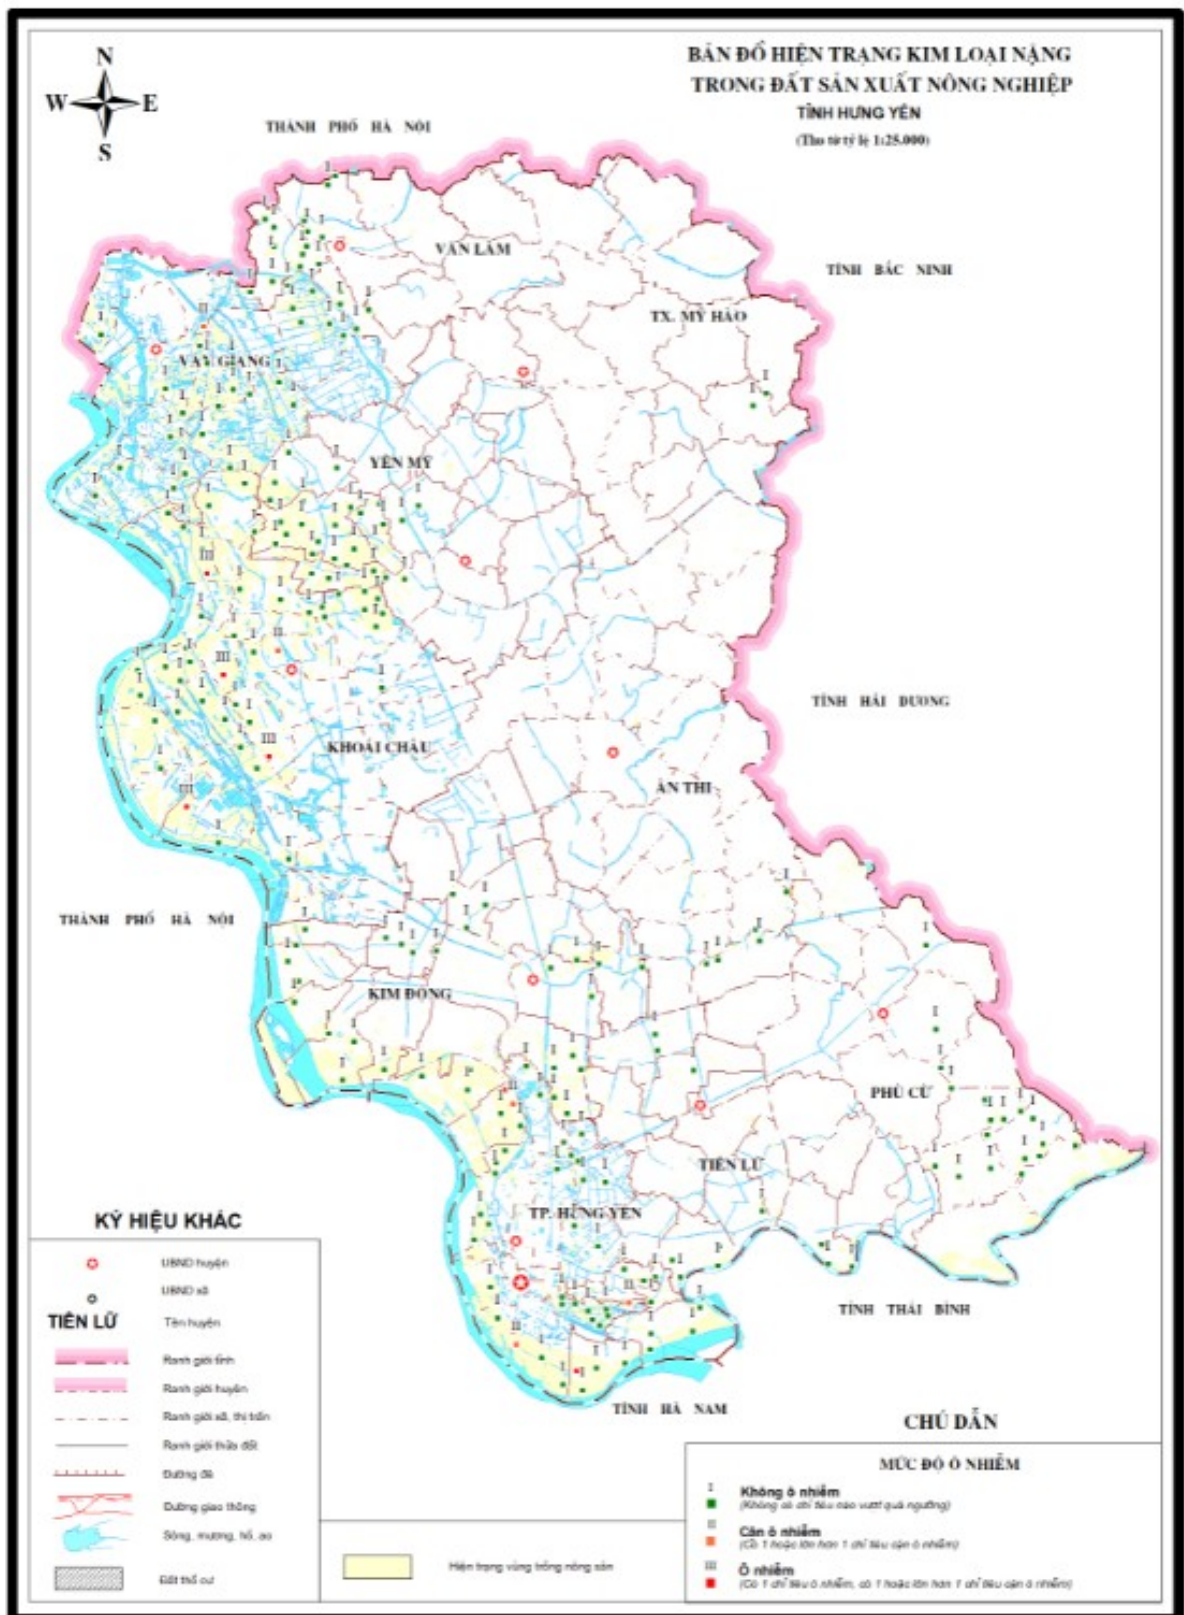 BẢN ĐỒ HIỆN TRẠNG KIM LOẠI NẶNG
TRONG ĐẤT SẢN XUẤT NÔNG NGHIỆP
TỈNH HƯNG YÊN
(Thu từ tỷ lệ 1:25.000)
N
W E
S
THÀNH PHỐ HÀ NỘI
VĂN LÂM
TỈNH BẮC NINH
TX. MỸ HÀO
VĂN GIANG
YÊN MỸ
TỈNH HẢI DƯƠNG
KHOÁI CHÂU
ÂN THI
THÀNH PHỐ HÀ NỘI
KIM ĐỘNG
PHÙ CỪ
TIÊN LỮ
TP. HƯNG YÊN
TỈNH THÁI BÌNH
TỈNH HÀ NAM
KÝ HIỆU KHÁC
UBND huyện
UBND xã
TIÊN LỮ Tên huyện
Ranh giới tỉnh
Ranh giới huyện
Ranh giới xã, thị trấn
Ranh giới thửa đất
Đường đê
Đường giao thông
Sông, mương, hồ, ao
Đất thổ cư
Hiện trạng vùng trồng nông sản
CHÚ DẪN
MỨC ĐỘ Ô NHIỄM
I Không ô nhiễm
(Không có chỉ tiêu nào vượt quá ngưỡng)
II Cận ô nhiễm
(Có 1 hoặc lớn hơn 1 chỉ tiêu cận ô nhiễm)
III Ô nhiễm
(Có 1 chỉ tiêu ô nhiễm, có 1 hoặc lớn hơn 1 chỉ tiêu cận ô nhiễm)